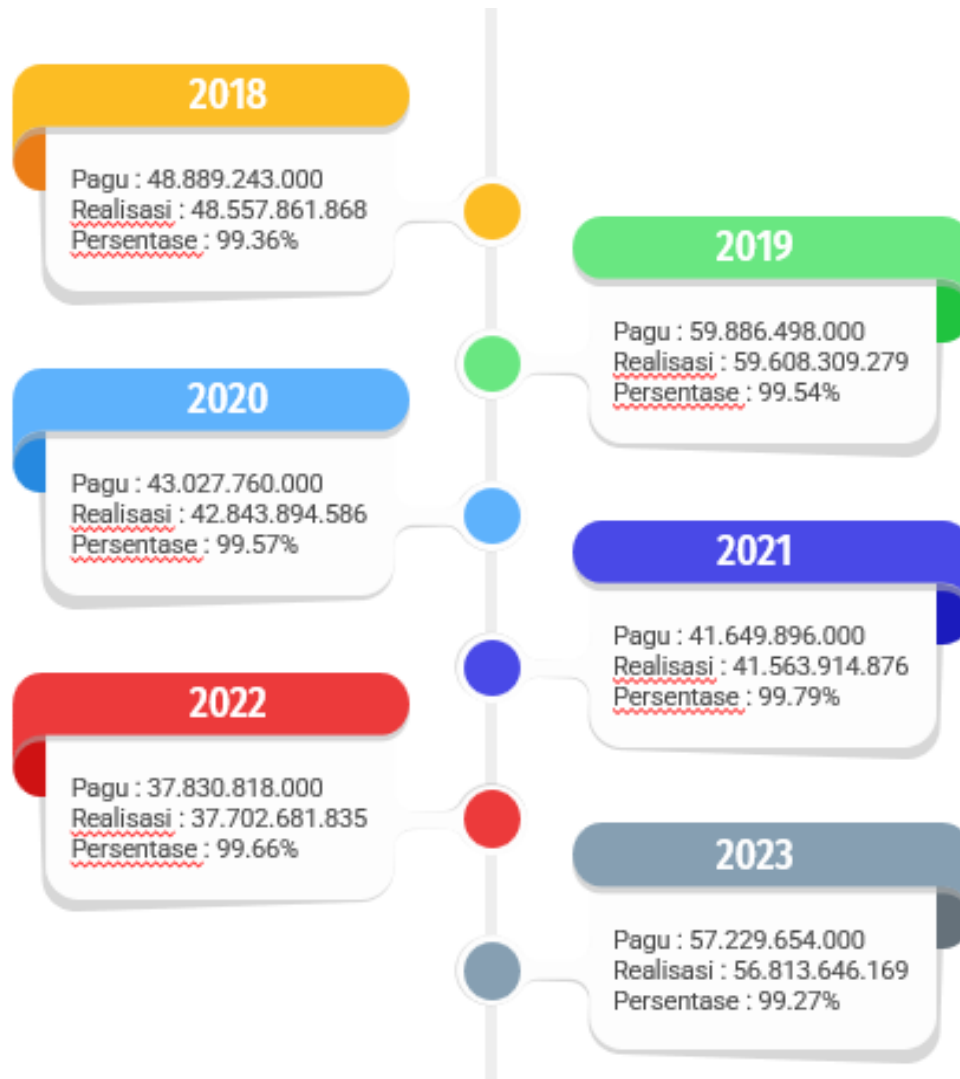 2018
Pagu : 48.889.243.000
Realisasi : 48.557.861.868
Persentase : 99.36%
2019
Pagu : 59.886.498.000
Realisasi : 59.608.309.279
Persentase : 99.54%
2020
Pagu : 43.027.760.000
Realisasi : 42.843.894.586
Persentase : 99.57%
2021
Pagu : 41.649.896.000
Realisasi : 41.563.914.876
Persentase : 99.79%
2022
Pagu : 37.830.818.000
Realisasi : 37.702.681.835
Persentase : 99.66%
2023
Pagu : 57.229.654.000
Realisasi : 56.813.646.169
Persentase : 99.27%